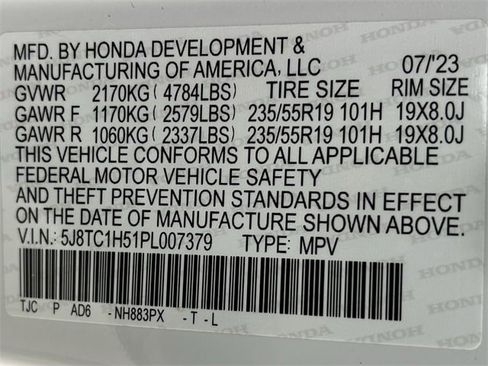 MFD. BY HONDA DEVELOPMENT &
MANUFACTURING OF AMERICA, LLC 07/'23
GVWR 2170KG ( 4784LBS) TIRE SIZE RIM SIZE
GAWR F 1170KG ( 2579LBS) 235/55R19 101H 19X8.0J
GAWR R 1060KG ( 2337LBS) 235/55R19 101H 19X8.0J
THIS VEHICLE CONFORMS TO ALL APPLICABLE
FEDERAL MOTOR VEHICLE SAFETY
AND THEFT PREVENTION STANDARDS IN EFFECT
ON THE DATE OF MANUFACTURE SHOWN ABOVE.
V.I.N.: 5J8TC1H51PL007379 TYPE: MPV
TJC P AD6 - NH883PX - T - L